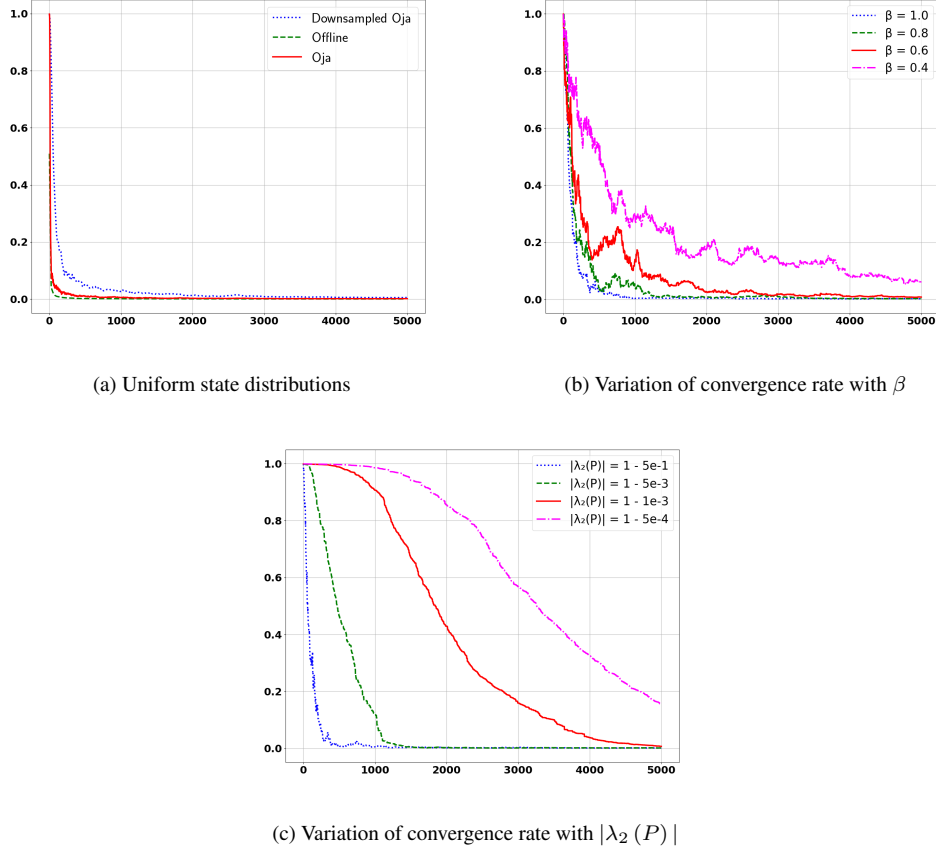 1.0
0.8
0.6
0.4
0.2
0.0
0 1000 2000 3000 4000 5000
Downsampled Oja
Offline
Oja
(a) Uniform state distributions
1.0
0.8
0.6
0.4
0.2
0.0
0 1000 2000 3000 4000 5000
β = 1.0
β = 0.8
β = 0.6
β = 0.4
(b) Variation of convergence rate with β
1.0
0.8
0.6
0.4
0.2
0.0
0 1000 2000 3000 4000 5000
|λ₂(P)| = 1 - 5e-1
|λ₂(P)| = 1 - 5e-3
|λ₂(P)| = 1 - 1e-3
|λ₂(P)| = 1 - 5e-4
(c) Variation of convergence rate with |λ₂ (P) |